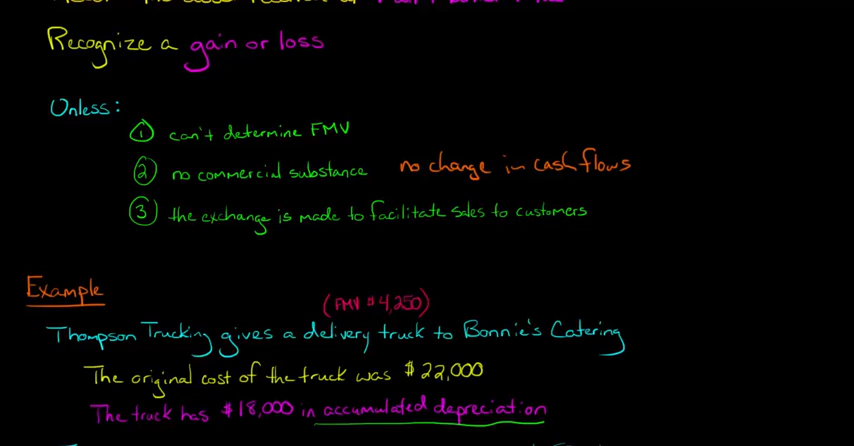 Recognize a gain or loss
Unless:
① can't determine FMV
② no commercial substance no change in cash flows
③ the exchange is made to facilitate sales to customers
Example
(FMV $4,250)
Thompson Trucking gives a delivery truck to Bonnie's Catering
The original cost of the truck was $22,000
The truck has $18,000 in accumulated depreciation